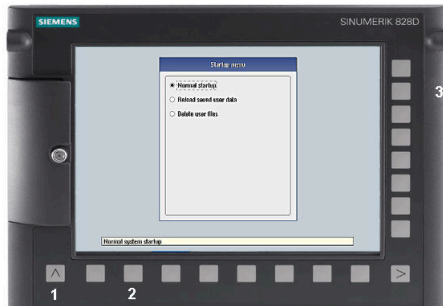 SIEMENS
SINUMERIK 828D
Startup menu
Normal startup
Reload saved user data
Delete user files
Normal system startup
3
^
>
1
2